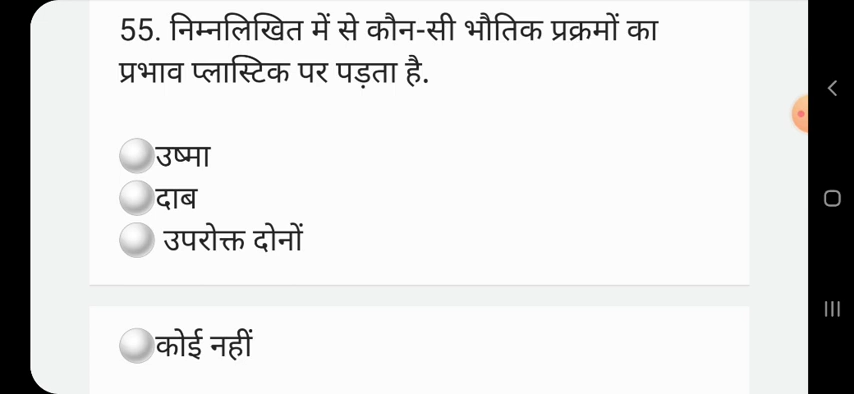 55. निम्नलिखित में से कौन-सी भौतिक प्रक्रमों का
प्रभाव प्लास्टिक पर पड़ता है.
उष्मा
दाब
उपरोक्त दोनों
कोई नहीं